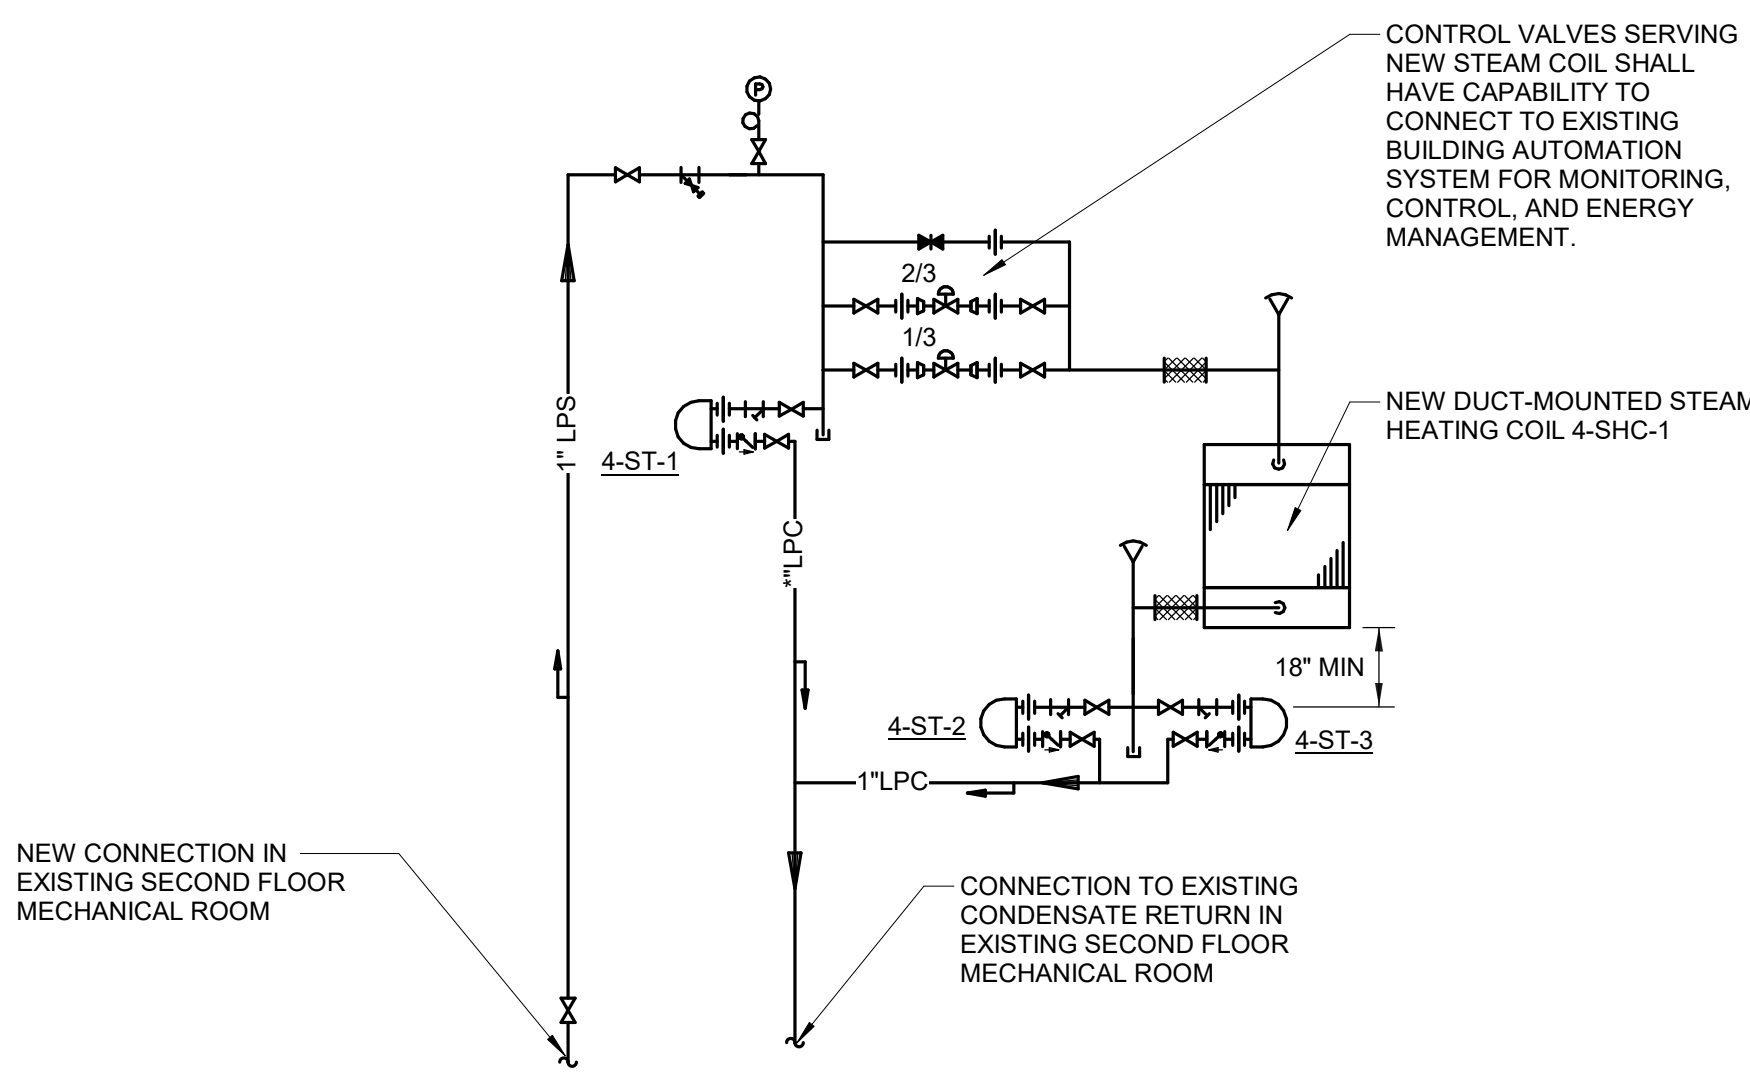 CONTROL VALVES SERVING
NEW STEAM COIL SHALL
HAVE CAPABILITY TO
CONNECT TO EXISTING
BUILDING AUTOMATION
SYSTEM FOR MONITORING,
CONTROL, AND ENERGY
MANAGEMENT.
P
2/3
1/3
1" LPS
4-ST-1
NEW DUCT-MOUNTED STEAM
HEATING COIL 4-SHC-1
*"LPC
18" MIN
4-ST-2
4-ST-3
1"LPC
NEW CONNECTION IN
EXISTING SECOND FLOOR
MECHANICAL ROOM
CONNECTION TO EXISTING
CONDENSATE RETURN IN
EXISTING SECOND FLOOR
MECHANICAL ROOM